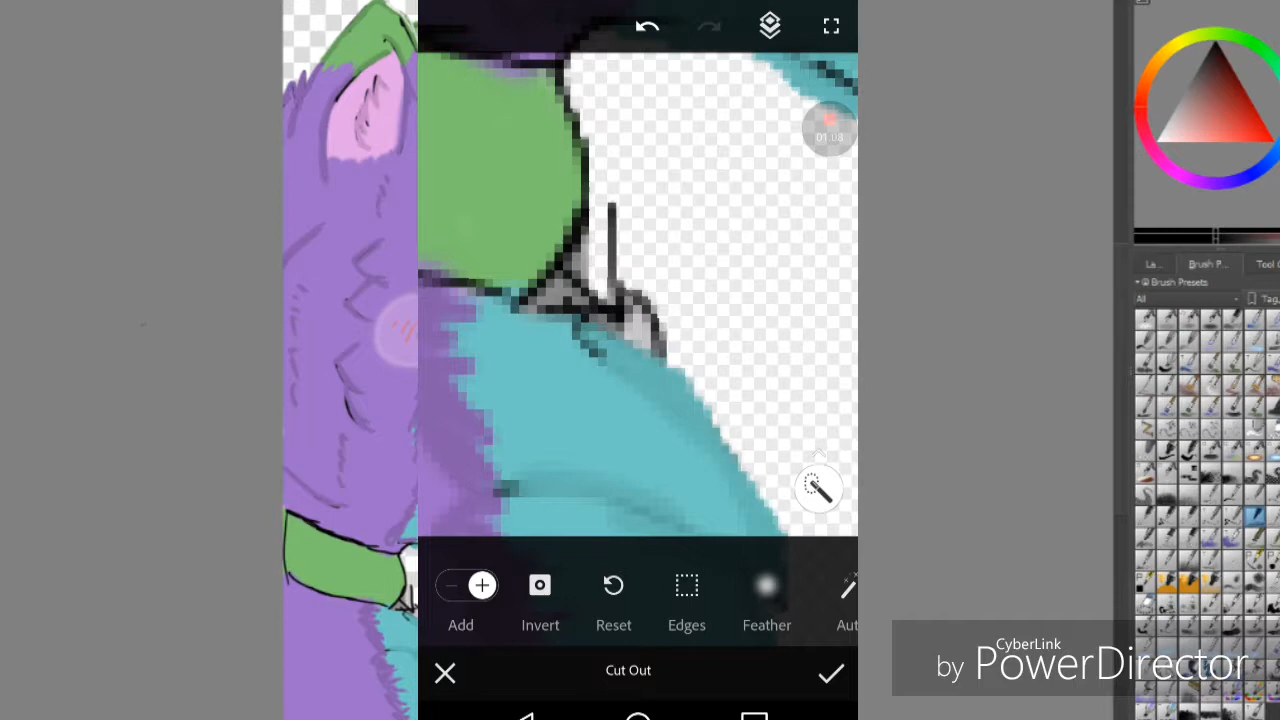 01:08
La...
Brush P...
Tool O
Brush Presets
All
Tag,
Add
Invert
Reset
Edges
Feather
Aut
Cut Out
CyberLink
by PowerDirector